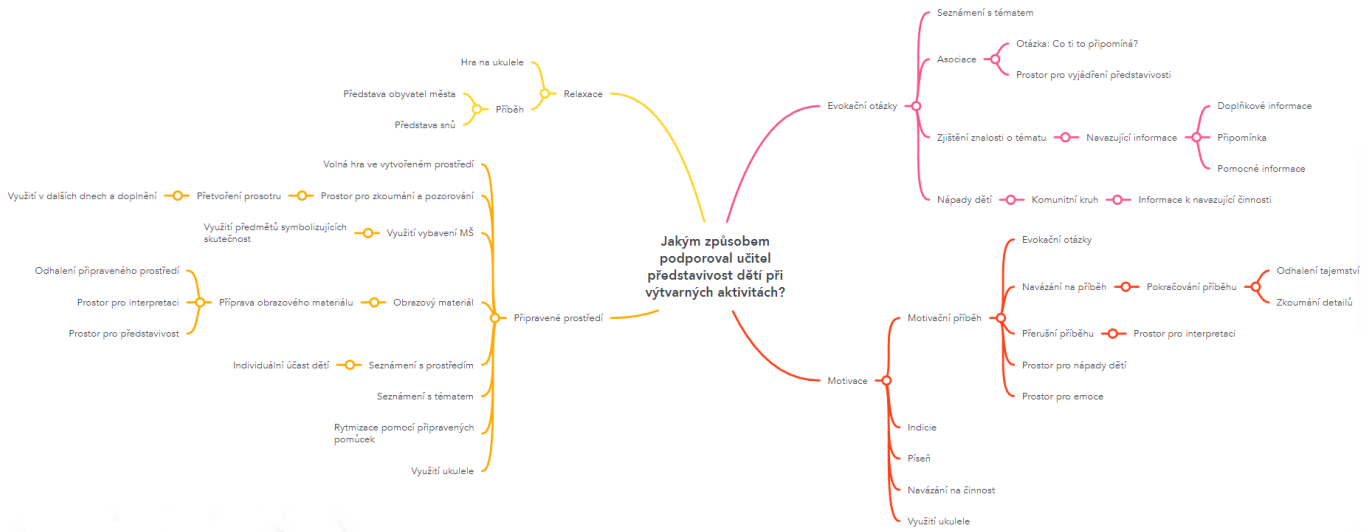 Jakým způsobem
podporoval učitel
představivost dětí při
výtvarných aktivitách?
Evokační otázky
Seznámení s tématem
Asociace
Otázka: Co ti to připomíná?
Prostor pro vyjádření představivosti
Zjištění znalosti o tématu
Navazující informace
Doplňkové informace
Připomínka
Pomocné informace
Nápady dětí
Komunitní kruh
Informace k navazující činnosti
Motivace
Motivační příběh
Evokační otázky
Navázání na příběh
Pokračování příběhu
Odhalení tajemství
Zkoumání detailů
Přerušní příběhu
Prostor pro interpretaci
Prostor pro nápady dětí
Prostor pro emoce
Indicie
Píseň
Navázání na činnost
Využití ukulele
Relaxace
Hra na ukulele
Příběh
Představa obyvatel města
Představa snů
Připravené prostředí
Volná hra ve vytvořeném prostředí
Prostor pro zkoumání a pozorování
Přetvoření prosotru
Využití v dalších dnech a doplnění
Využití vybavení MŠ
Využití předmětů symbolizujících
skutečnost
Obrazový materiál
Příprava obrazového materiálu
Odhalení připraveného prostředí
Prostor pro interpretaci
Prostor pro představivost
Seznámení s prostředím
Individuální účast dětí
Seznámení s tématem
Rytmizace pomocí připravených
pomůcek
Využití ukulele